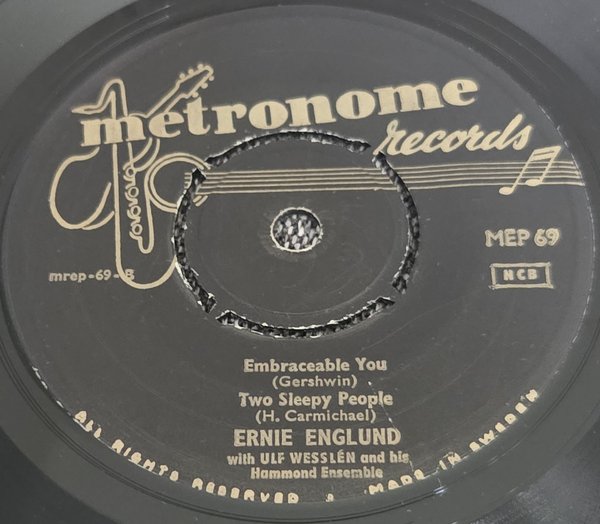 metronome
records
MEP 69
NCB
mrep-69-B
Embraceable You
(Gershwin)
Two Sleepy People
(H. Carmichael)
ERNIE ENGLUND
with ULF WESSLÉN and his
Hammond Ensemble
ALL RIGHTS RESERVED . MADE IN SWEDEN